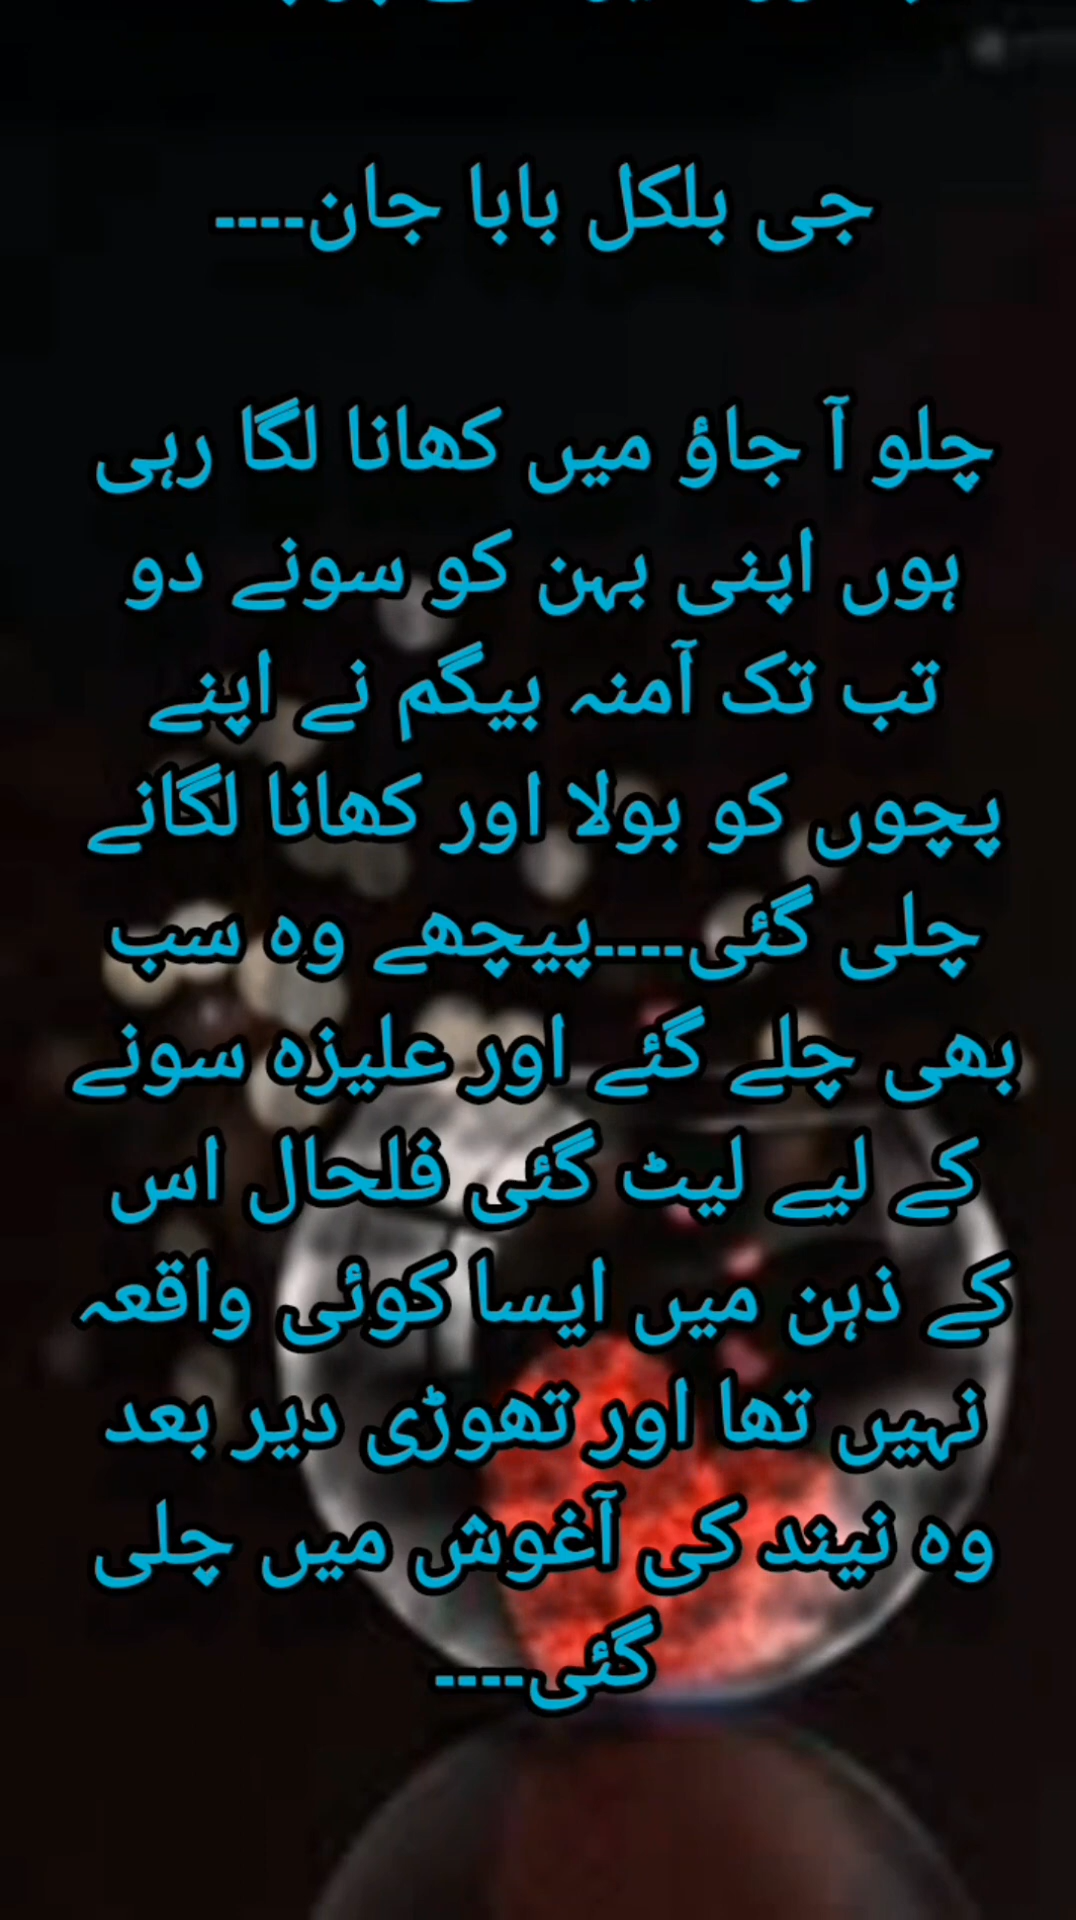 جی بلکل بابا جان----
چلو آ جاؤ میں کھانا لگا رہی
ہوں اپنی بہن کو سونے دو
تب تک آمنہ بیگم نے اپنے
پچوں کو بولا اور کھانا لگانے
چلی گئی----پیچھے وہ سب
بھی چلے گئے اور علیزہ سونے
کے لیے لیٹ گئی فلحال اس
کے ذہن میں ایسا کوئی واقعہ
نہیں تھا اور تھوڑی دیر بعد
وہ نیند کی آغوش میں چلی
گئی----